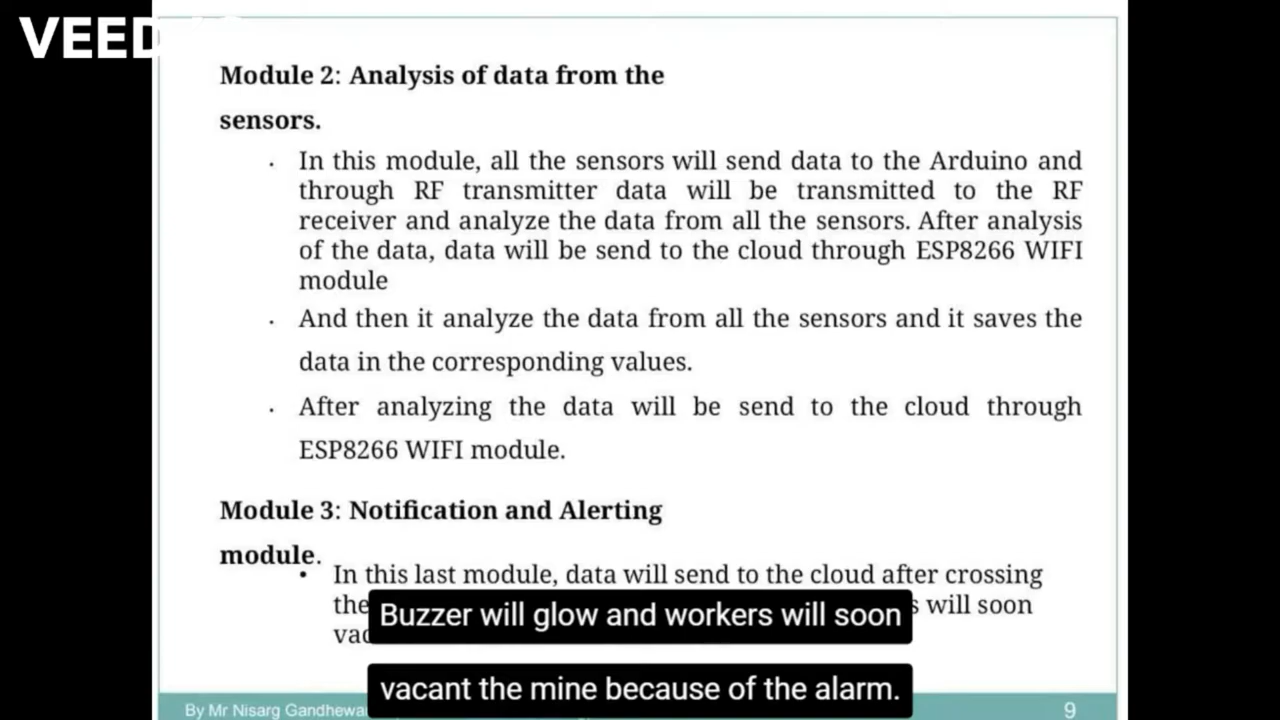 VEED
Module 2: Analysis of data from the
sensors.
· In this module, all the sensors will send data to the Arduino and
through RF transmitter data will be transmitted to the RF
receiver and analyze the data from all the sensors. After analysis
of the data, data will be send to the cloud through ESP8266 WIFI
module
· And then it analyze the data from all the sensors and it saves the
data in the corresponding values.
· After analyzing the data will be send to the cloud through
ESP8266 WIFI module.
Module 3: Notification and Alerting
module.
• In this last module, data will send to the cloud after crossing
the will soon
Buzzer will glow and workers will soon
vacant the mine because of the alarm.
By Mr Nisarg 9